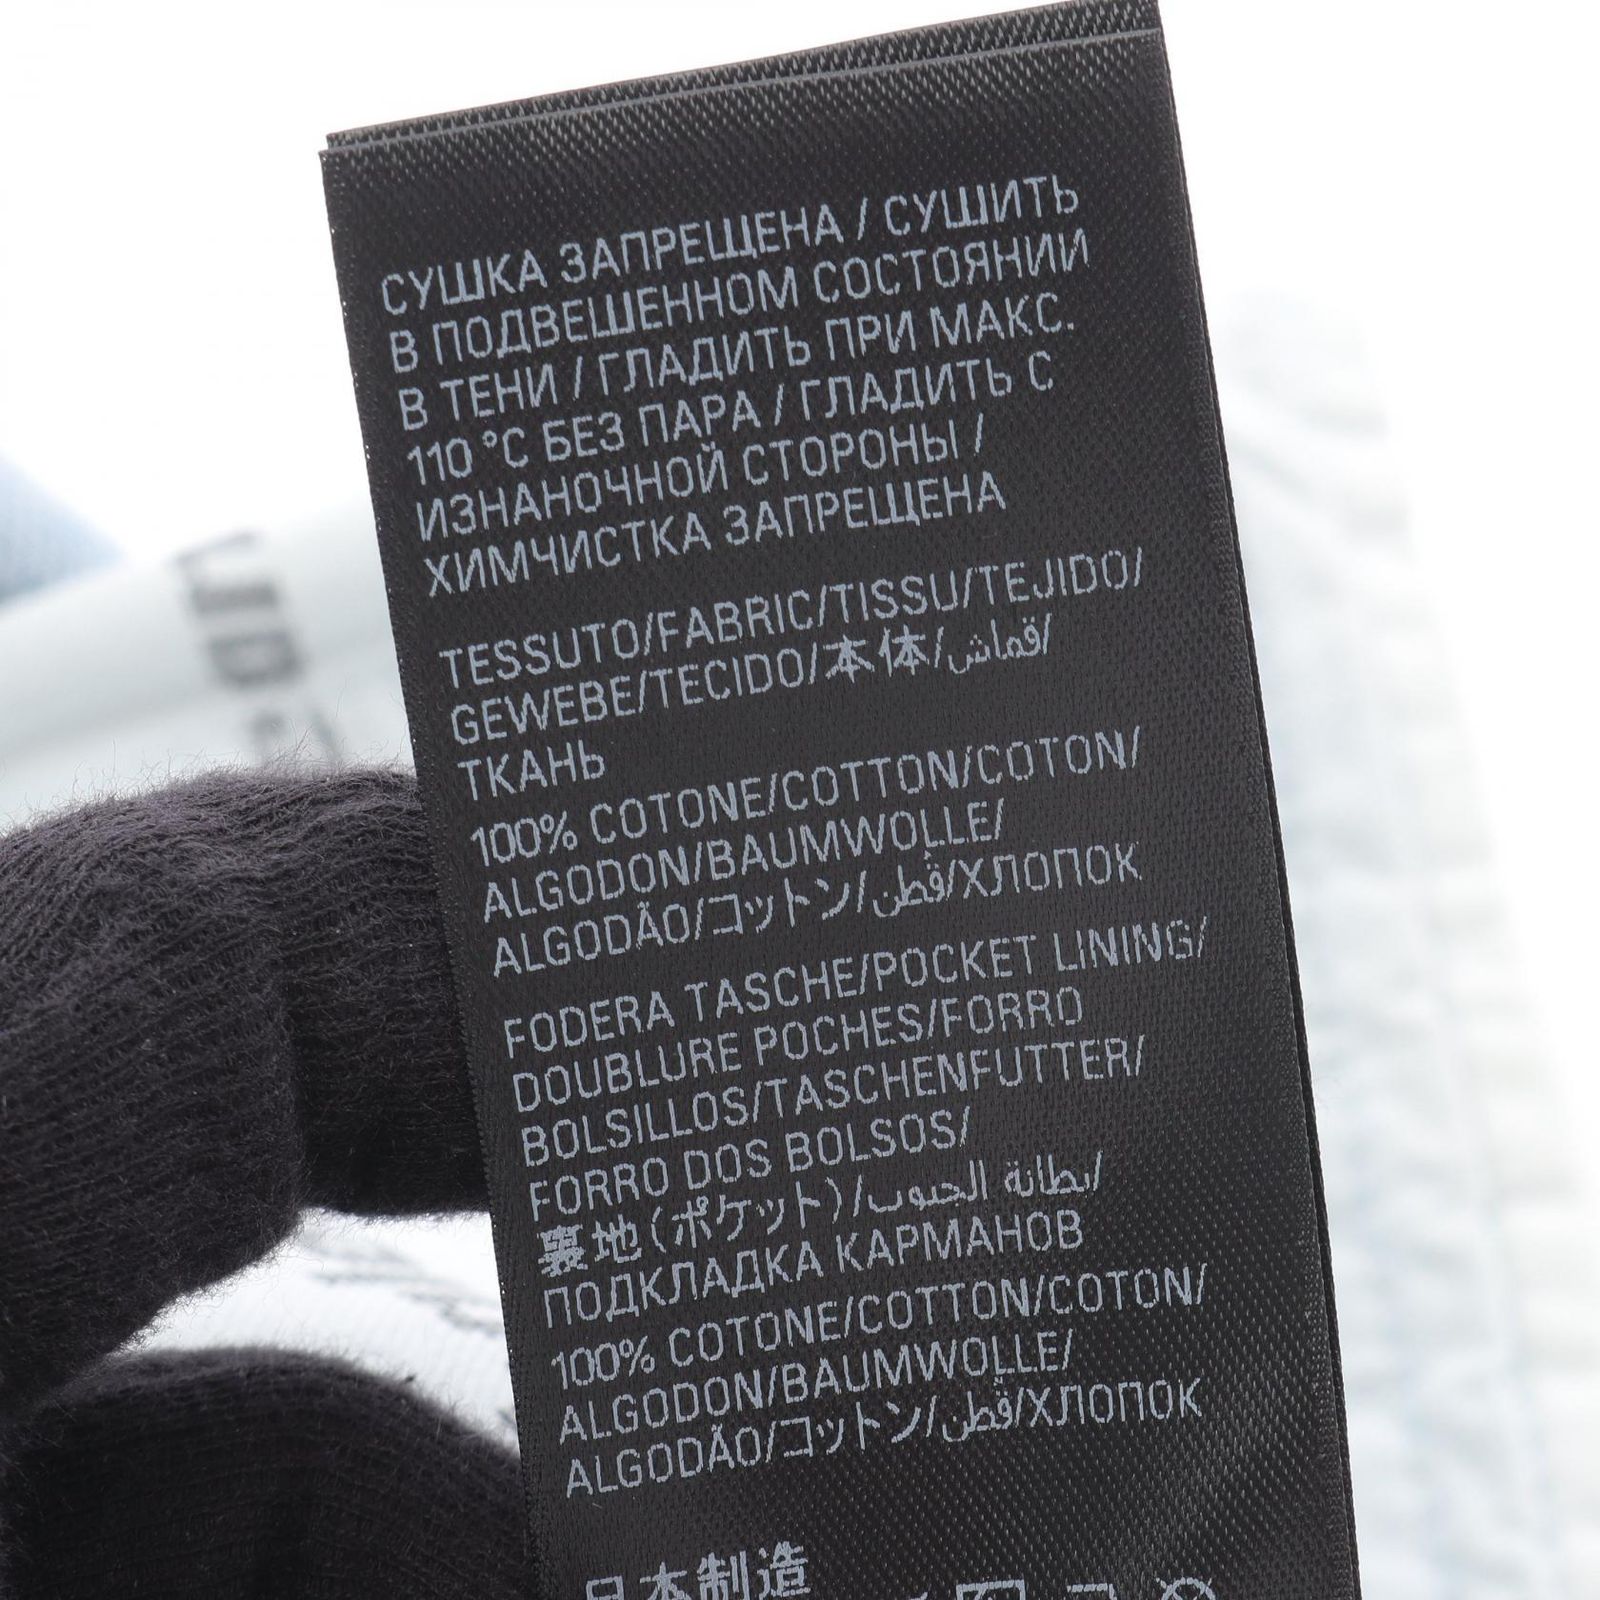 СУШКА ЗАПРЕЩЕНА / СУШИТЬ
В ПОДВЕШЕННОМ СОСТОЯНИИ
В ТЕНИ / ГЛАДИТЬ ПРИ МАКС.
110 °C БЕЗ ПАРА / ГЛАДИТЬ С
ИЗНАНОЧНОЙ СТОРОНЫ /
ХИМЧИСТКА ЗАПРЕЩЕНА
TESSUTO/FABRIC/TISSU/TEJIDO/
GEWEBE/TECIDO/本体/قماش/
ТКАНЬ
100% COTONE/COTTON/COTON/
ALGODON/BAUMWOLLE/
ALGODÃO/コットン/قُطن/ХЛОПОК
FODERA TASCHE/POCKET LINING/
DOUBLURE POCHES/FORRO
BOLSILLOS/TASCHENFUTTER/
FORRO DOS BOLSOS/
裏地(ポケット)/بطانة الجيوب/
ПОДКЛАДКА КАРМАНОВ
100% COTONE/COTTON/COTON/
ALGODON/BAUMWOLLE/
ALGODÃO/コットン/قُطن/ХЛОПОК
日本制造